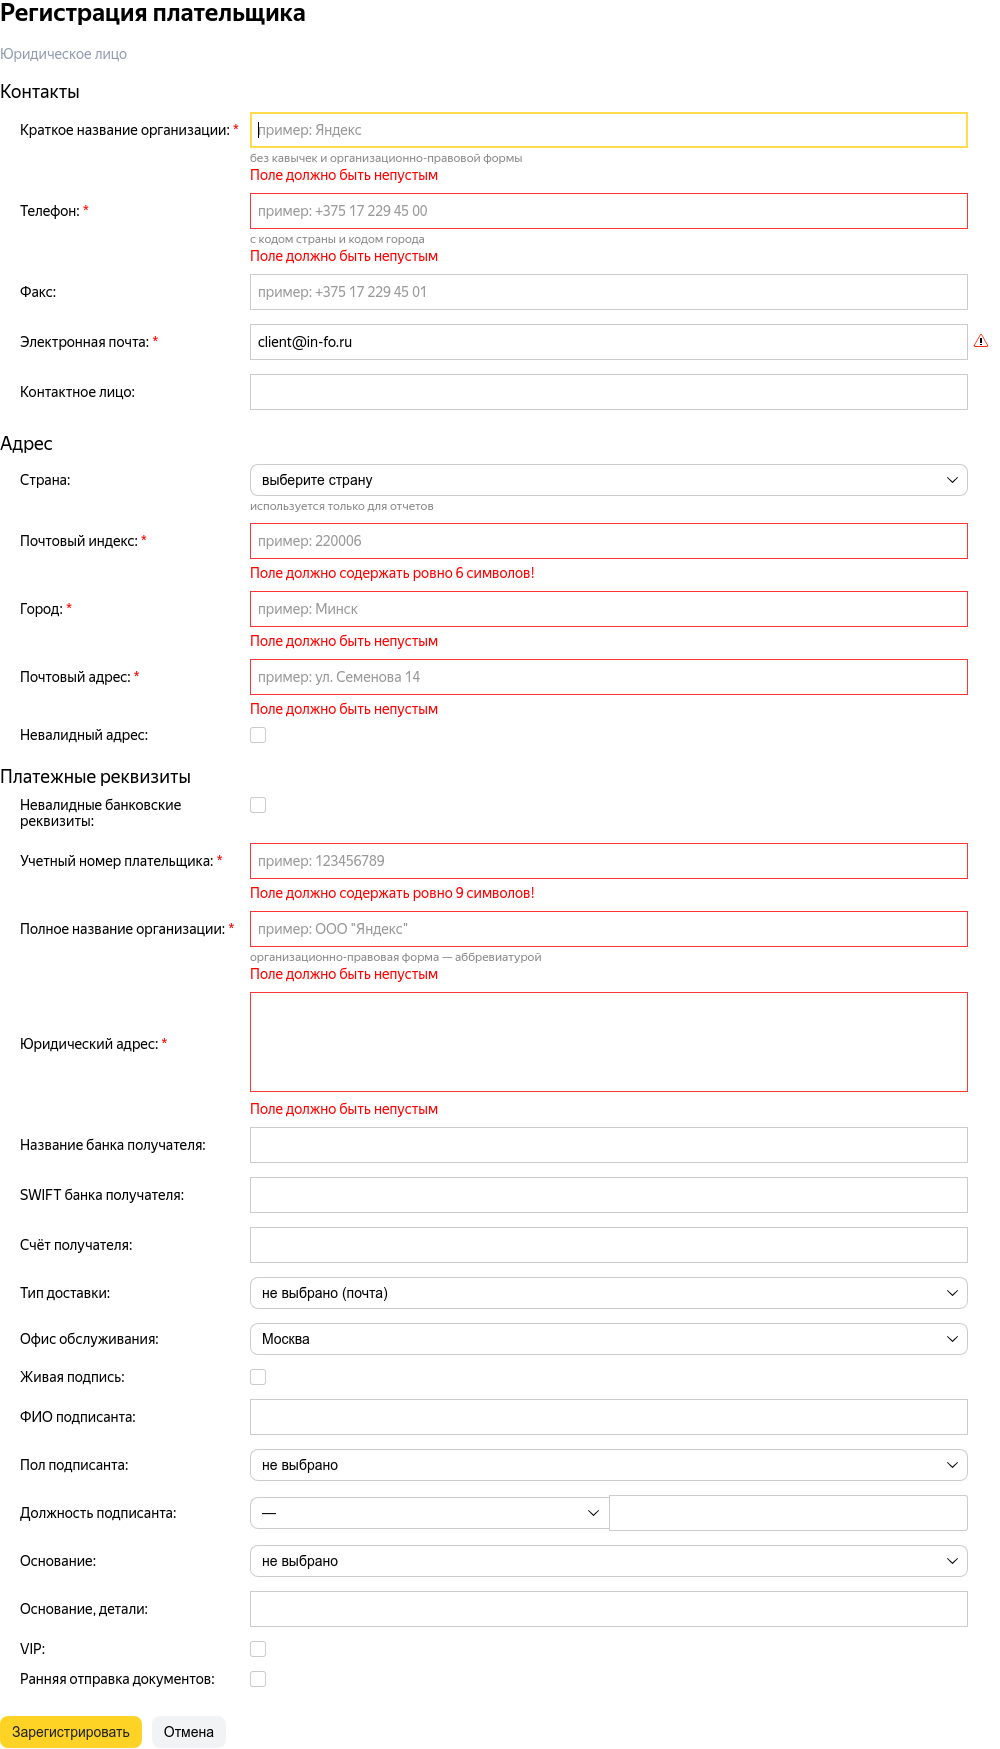 Регистрация плательщика
Юридическое лицо
Контакты
Краткое название организации: *
пример: Яндекс
без кавычек и организационно-правовой формы
Поле должно быть непустым
Телефон: *
пример: +375 17 229 45 00
с кодом страны и кодом города
Поле должно быть непустым
Факс:
пример: +375 17 229 45 01
Электронная почта: *
client@in-fo.ru
Контактное лицо:
Адрес
Страна:
выберите страну
используется только для отчетов
Почтовый индекс: *
пример: 220006
Поле должно содержать ровно 6 символов!
Город: *
пример: Минск
Поле должно быть непустым
Почтовый адрес: *
пример: ул. Семенова 14
Поле должно быть непустым
Невалидный адрес:
Платежные реквизиты
Невалидные банковские
реквизиты:
Учетный номер плательщика: *
пример: 123456789
Поле должно содержать ровно 9 символов!
Полное название организации: *
пример: ООО "Яндекс"
организационно-правовая форма — аббревиатурой
Поле должно быть непустым
Юридический адрес: *
Поле должно быть непустым
Название банка получателя:
SWIFT банка получателя:
Счёт получателя:
Тип доставки:
не выбрано (почта)
Офис обслуживания:
Москва
Живая подпись:
ФИО подписанта:
Пол подписанта:
не выбрано
Должность подписанта:
—
Основание:
не выбрано
Основание, детали:
VIP:
Ранняя отправка документов:
Зарегистрировать
Отмена